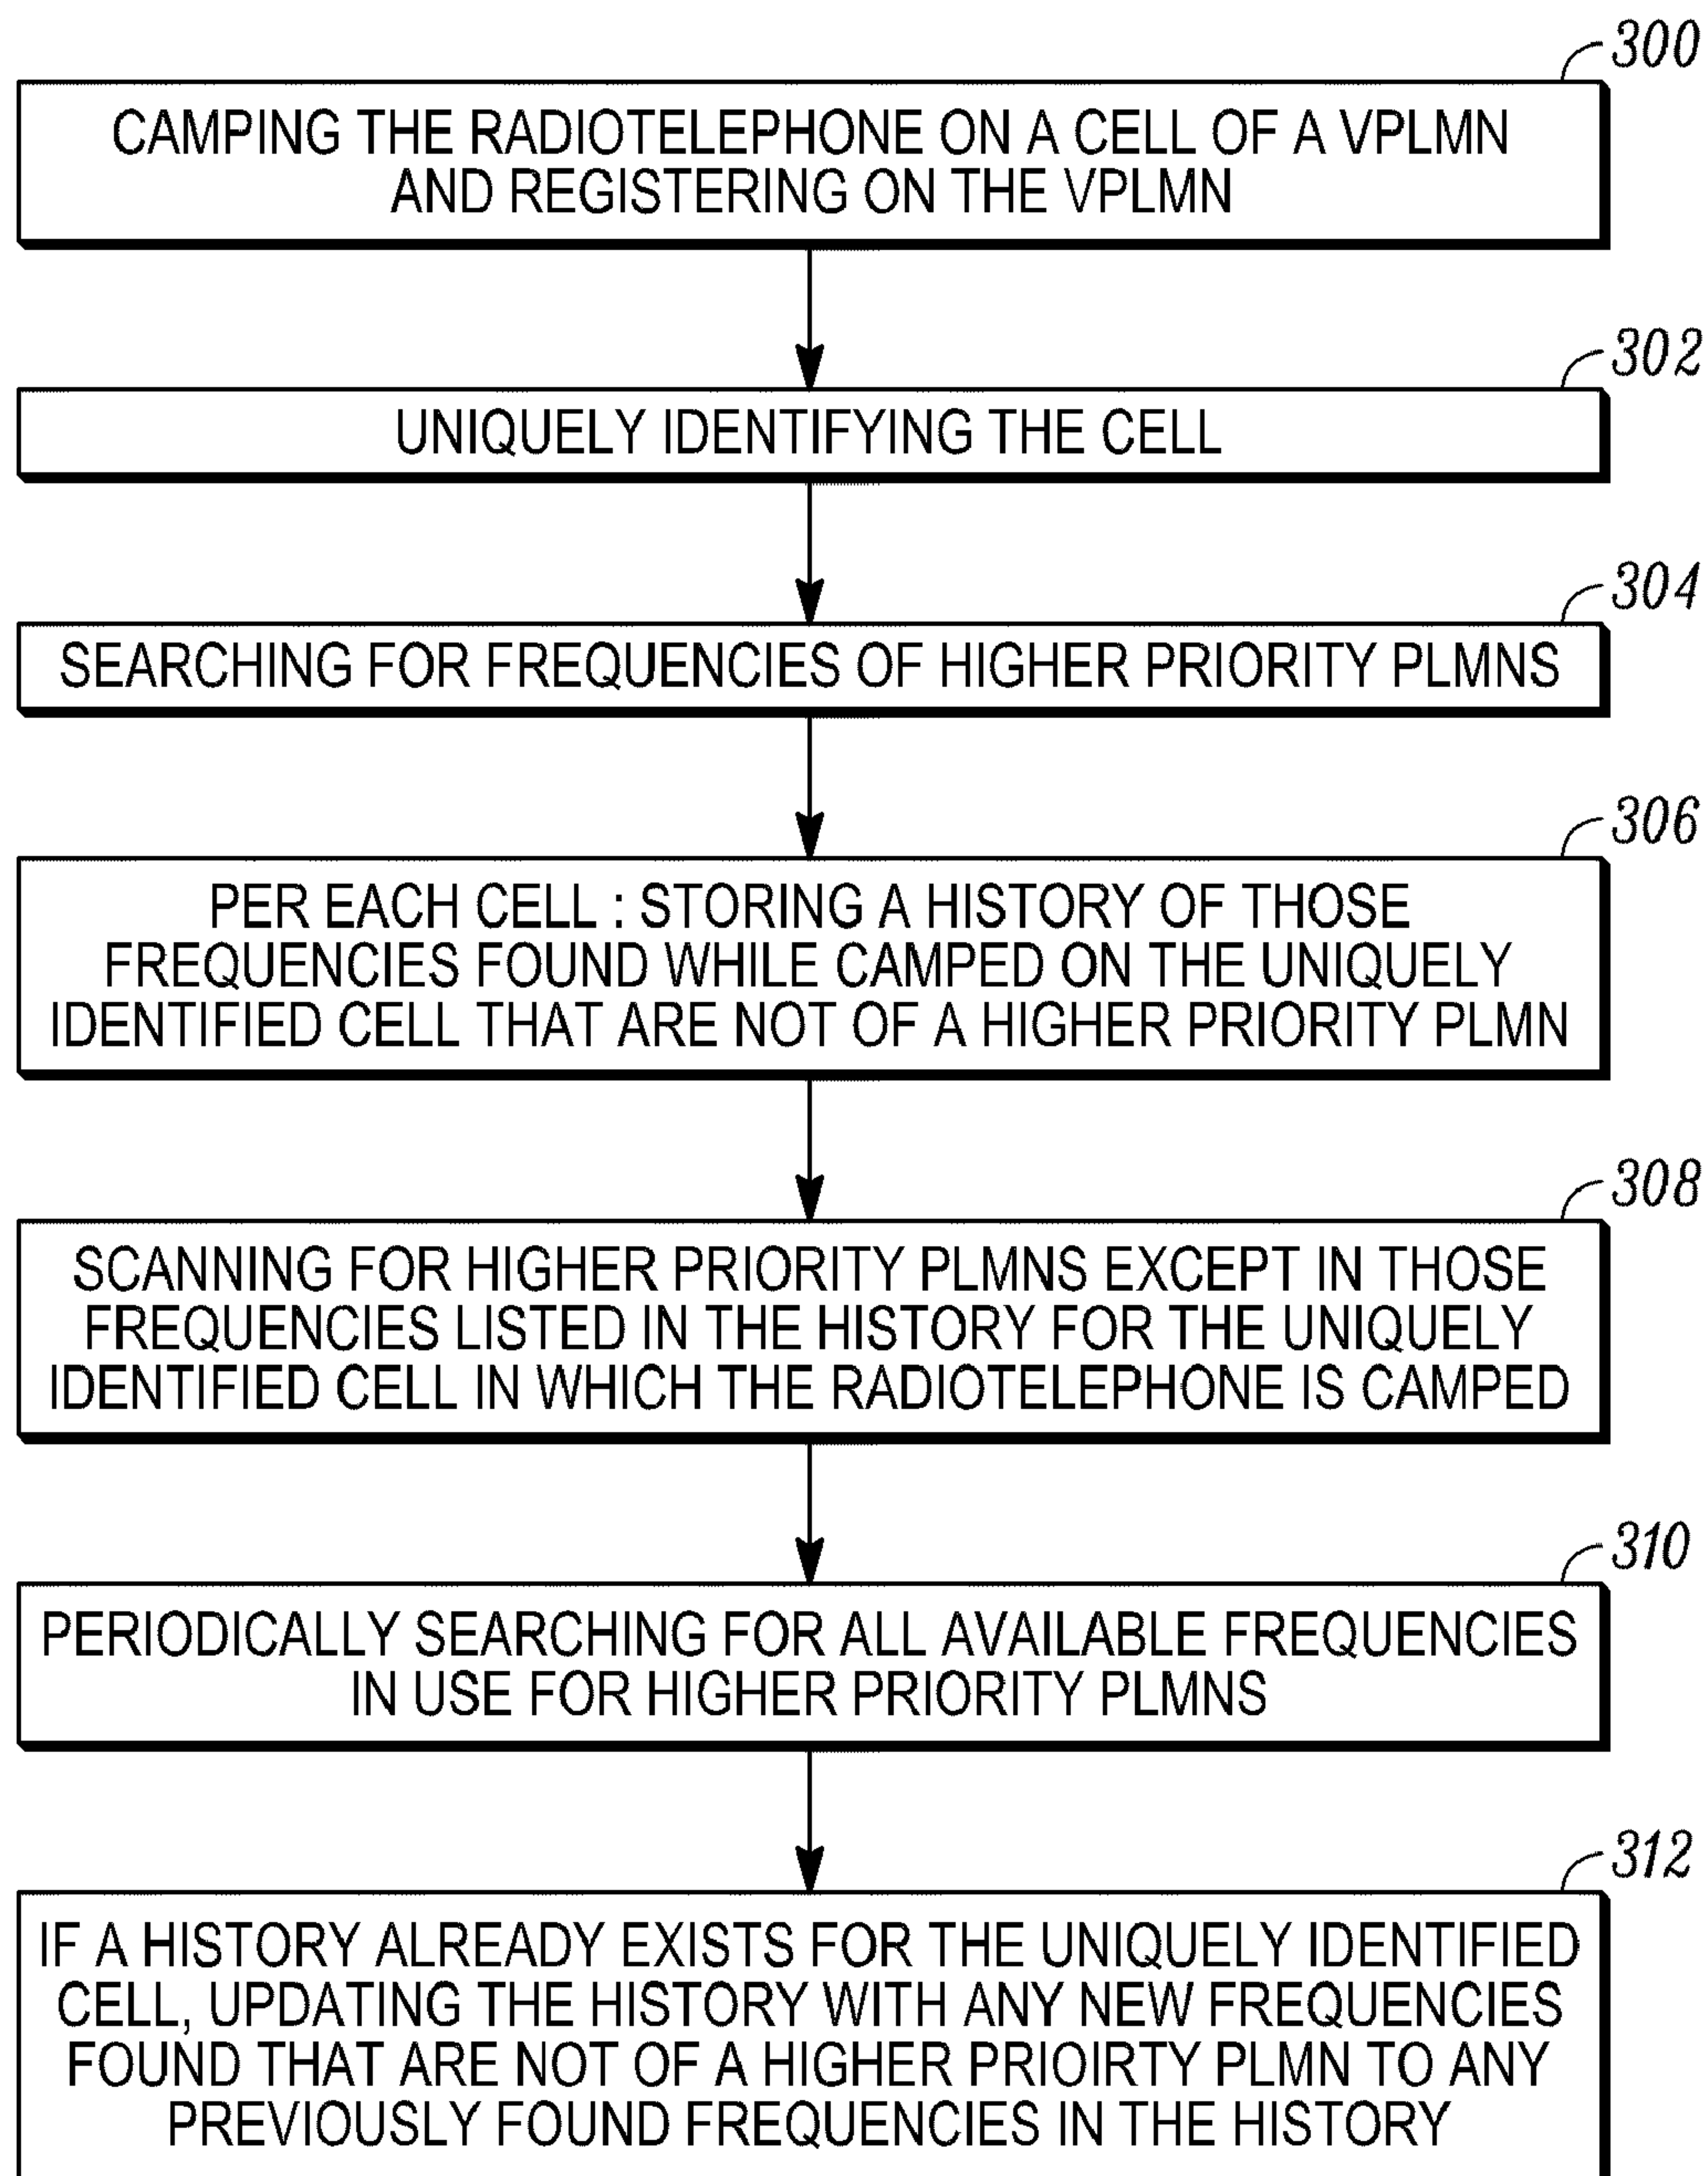 300
CAMPING THE RADIOTELEPHONE ON A CELL OF A VPLMN
AND REGISTERING ON THE VPLMN
302
UNIQUELY IDENTIFYING THE CELL
304
SEARCHING FOR FREQUENCIES OF HIGHER PRIORITY PLMNS
306
PER EACH CELL : STORING A HISTORY OF THOSE
FREQUENCIES FOUND WHILE CAMPED ON THE UNIQUELY
IDENTIFIED CELL THAT ARE NOT OF A HIGHER PRIORITY PLMN
308
SCANNING FOR HIGHER PRIORITY PLMNS EXCEPT IN THOSE
FREQUENCIES LISTED IN THE HISTORY FOR THE UNIQUELY
IDENTIFIED CELL IN WHICH THE RADIOTELEPHONE IS CAMPED
310
PERIODICALLY SEARCHING FOR ALL AVAILABLE FREQUENCIES
IN USE FOR HIGHER PRIORITY PLMNS
312
IF A HISTORY ALREADY EXISTS FOR THE UNIQUELY IDENTIFIED
CELL, UPDATING THE HISTORY WITH ANY NEW FREQUENCIES
FOUND THAT ARE NOT OF A HIGHER PRIOIRTY PLMN TO ANY
PREVIOUSLY FOUND FREQUENCIES IN THE HISTORY